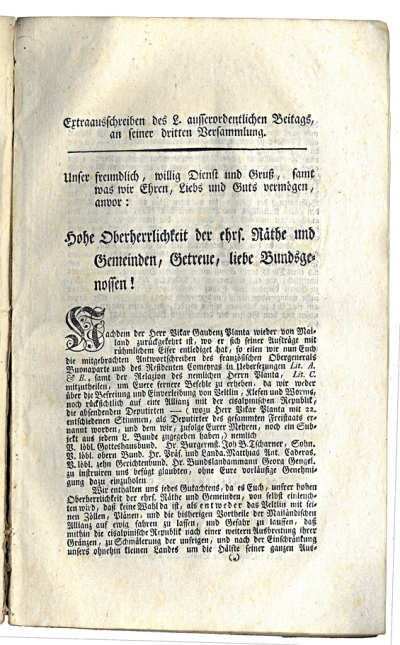 Extraausschreiben des L. ausserordentlichen Beitags,
an seiner dritten Versammlung.
Unser freundlich, willig Dienst und Gruß, samt
was wir Ehren, Liebs und Guts vermögen,
anvor:
Hohe Oberherrlichkeit der ehrs. Räthe und
Gemeinden, Getreue, liebe Bundsge-
nossen!
Nachdem der Herr Vikar Gaudenz Planta wieder von Mai-
land zurückgekehrt ist, wo er sich seiner Aufträge mit
rühmlichem Eifer entlediget hat, so eilen wir nun Euch
die mitgebrachten Antwortschreiben des französischen Obergenerals
Buonaparte und des Residenten Comeyras in Uebersetzungen Lit. A.
& B., samt der Relazion des nemlichen Herrn Planta, Lit. C.
mitzutheilen, um Euere fernere Befehle zu erheben, da wir weder
über die Befreiung und Einverleibung von Veltlin, Klefen und Worms,
noch rücksichtlich auf eine Allianz mit der cisalpinischen Republik,
die absendenden Deputirten ---- (wozu Herr Vikar Planta mit 22.
entschiedenen Stimmen, als Deputirter des gesammten Freistaats er-
nannt worden, und dem wir, zufolge Eurer Mehren, noch ein Sub-
jekt aus jedem L. Bunds zugegeben haben,) nemlich
V. löbl. Gotteshausbund. Hr. Burgermst. Joh B. Tscharner, Sohn.
V. löbl. obern Bund. Hr. Präs. und Landa. Matthias Ant. Caderas.
V. löbl. zehn Gerichtenbund. Hr. Bundslandammann Georg Gengel.
zu instruiren uns befügt glaubten, ohne Eure vorläufige Genehmi-
gung dazu einzuholen.
Wir enthalten uns jedes Gutachtens, da es Euch, unsrer hohen
Oberherrlichkeit der ehrs. Räthe und Gemeinden, von selbst einleuch-
ten wird, daß keine Wahl da ist, als entweder das Veltlin mit sei-
nen Zöllen, Plänen, und die bisherigen Vortheile der Mailändischen
Allianz auf ewig fahren zu lassen, und Gefahr zu lauffen, daß
mithin die cisalpinische Republik nach einer weitern Ausbreitung ihrer
Gränzen, zu Schmälerung der unsrigen, und nach der Einschränkung
unsers ohnehin kleinen Landes um die Hälfte seiner ganzen Aus-